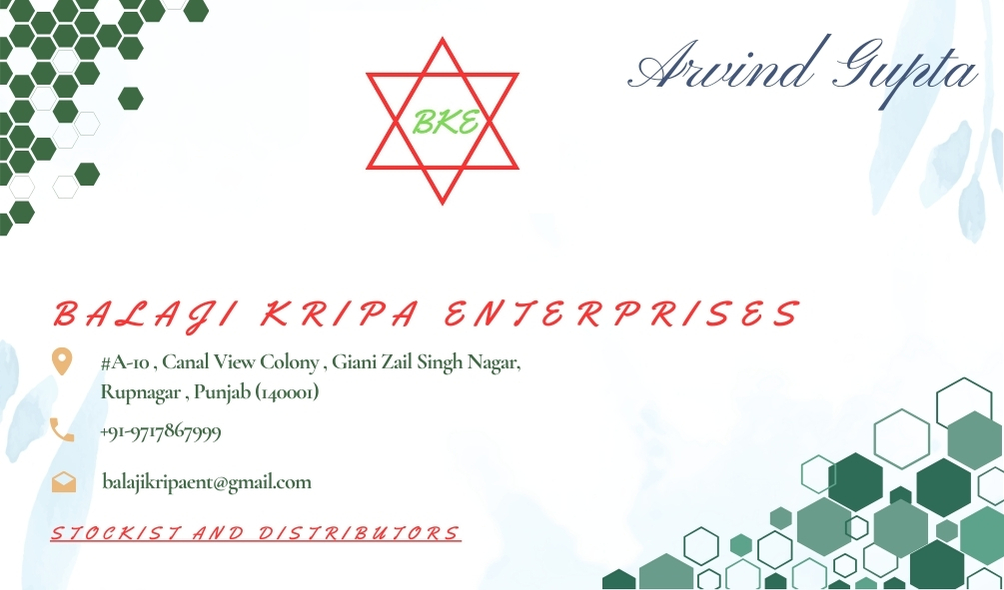 Arvind Gupta
BKE
BALAJI KRIPA ENTERPRISES
#A-10 , Canal View Colony , Giani Zail Singh Nagar,
Rupnagar , Punjab (140001)
+91-9717867999
balajikripaent@gmail.com
STOCKIST AND DISTRIBUTORS